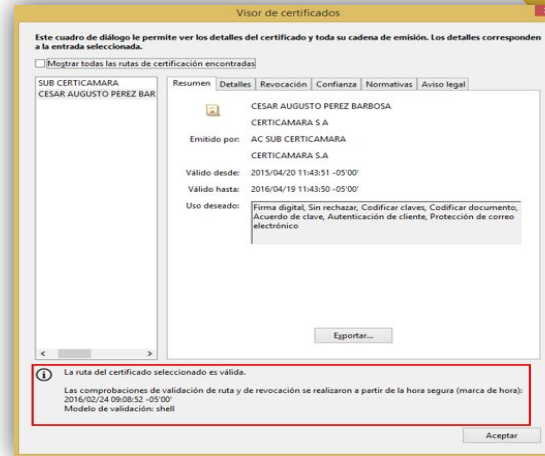 Visor de certificados
Este cuadro de diálogo le permite ver los detalles del certificado y toda su cadena de emisión. Los detalles corresponden
a la entrada seleccionada.
Mostrar todas las rutas de certificación encontradas
SUB CERTICAMARA
CESAR AUGUSTO PEREZ BAR
Resumen Detalles Revocación Confianza Normativas Aviso legal
CESAR AUGUSTO PEREZ BARBOSA
CERTICAMARA S A
Emitido por: AC SUB CERTICAMARA
CERTICAMARA S.A
Válido desde: 2015/04/20 11:43:51 -05'00'
Válido hasta: 2016/04/19 11:43:50 -05'00'
Uso deseado: Firma digital, Sin rechazar, Codificar claves, Codificar documento,
Acuerdo de clave, Autenticación de cliente, Protección de correo
electrónico
Exportar...
La ruta del certificado seleccionado es válida.
Las comprobaciones de validación de ruta y de revocación se realizaron a partir de la hora segura (marca de hora):
2016/02/24 09:08:52 -05'00'
Modelo de validación: shell
Aceptar